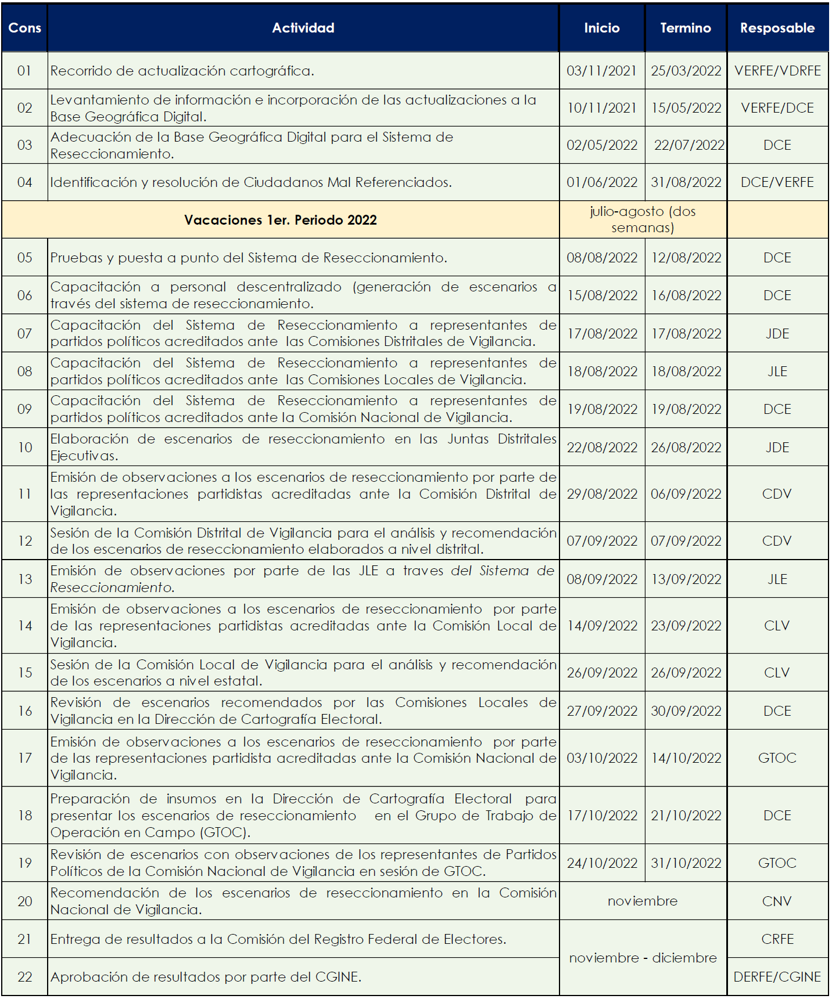 Cons Actividad Inicio Termino Resposable
01 Recorrido de actualización cartográfica. 03/11/2021 25/03/2022 VERFE/VDRFE
02 Levantamiento de información e incorporación de las actualizaciones a la
Base Geográfica Digital. 10/11/2021 15/05/2022 VERFE/DCE
03 Adecuación de la Base Geográfica Digital para el Sistema de
Reseccionamiento. 02/05/2022 22/07/2022 DCE
04 Identificación y resolución de Ciudadanos Mal Referenciados. 01/06/2022 31/08/2022 DCE/VERFE
Vacaciones 1er. Periodo 2022 julio-agosto (dos
semanas)
05 Pruebas y puesta a punto del Sistema de Reseccionamiento. 08/08/2022 12/08/2022 DCE
06 Capacitación a personal descentralizado (generación de escenarios a
través del sistema de reseccionamiento. 15/08/2022 16/08/2022 DCE
07 Capacitación del Sistema de Reseccionamiento a representantes de
partidos políticos acreditados ante las Comisiones Distritales de Vigilancia. 17/08/2022 17/08/2022 JDE
08 Capacitación del Sistema de Reseccionamiento a representantes de
partidos políticos acreditados ante las Comisiones Locales de Vigilancia. 18/08/2022 18/08/2022 JLE
09 Capacitación del Sistema de Reseccionamiento a representantes de
partidos políticos acreditados ante la Comisión Nacional de Vigilancia. 19/08/2022 19/08/2022 DCE
10 Elaboración de escenarios de reseccionamiento en las Juntas Distritales
Ejecutivas. 22/08/2022 26/08/2022 JDE
11 Emisión de observaciones a los escenarios de reseccionamiento por parte de
las representaciones partidistas acreditadas ante la Comisión Distrital de
Vigilancia. 29/08/2022 06/09/2022 CDV
12 Sesión de la Comisión Distrital de Vigilancia para el análisis y recomendación
de los escenarios de reseccionamiento elaborados a nivel distrital. 07/09/2022 07/09/2022 CDV
13 Emisión de observaciones por parte de las JLE a traves del Sistema de
Reseccionamiento. 08/09/2022 13/09/2022 JLE
14 Emisión de observaciones a los escenarios de reseccionamiento por parte
de las representaciones partidistas acreditadas ante la Comisión Local de
Vigilancia. 14/09/2022 23/09/2022 CLV
15 Sesión de la Comisión Local de Vigilancia para el análisis y recomendación
de los escenarios a nivel estatal. 26/09/2022 26/09/2022 CLV
16 Revisión de escenarios recomendados por las Comisiones Locales de
Vigilancia en la Dirección de Cartografía Electoral. 27/09/2022 30/09/2022 DCE
17 Emisión de observaciones a los escenarios de reseccionamiento por parte
de las representaciones partidista acreditadas ante la Comisión Nacional de
Vigilancia. 03/10/2022 14/10/2022 GTOC
18 Preparación de insumos en la Dirección de Cartografía Electoral para
presentar los escenarios de reseccionamiento en el Grupo de Trabajo de
Operación en Campo (GTOC). 17/10/2022 21/10/2022 DCE
19 Revisión de escenarios con observaciones de los representantes de Partidos
Políticos de la Comisión Nacional de Vigilancia en sesión de GTOC. 24/10/2022 31/10/2022 GTOC
20 Recomendación de los escenarios de reseccionamiento en la Comisión
Nacional de Vigilancia. noviembre CNV
21 Entrega de resultados a la Comisión del Registro Federal de Electores. CRFE
noviembre - diciembre
22 Aprobación de resultados por parte del CGINE. DERFE/CGINE